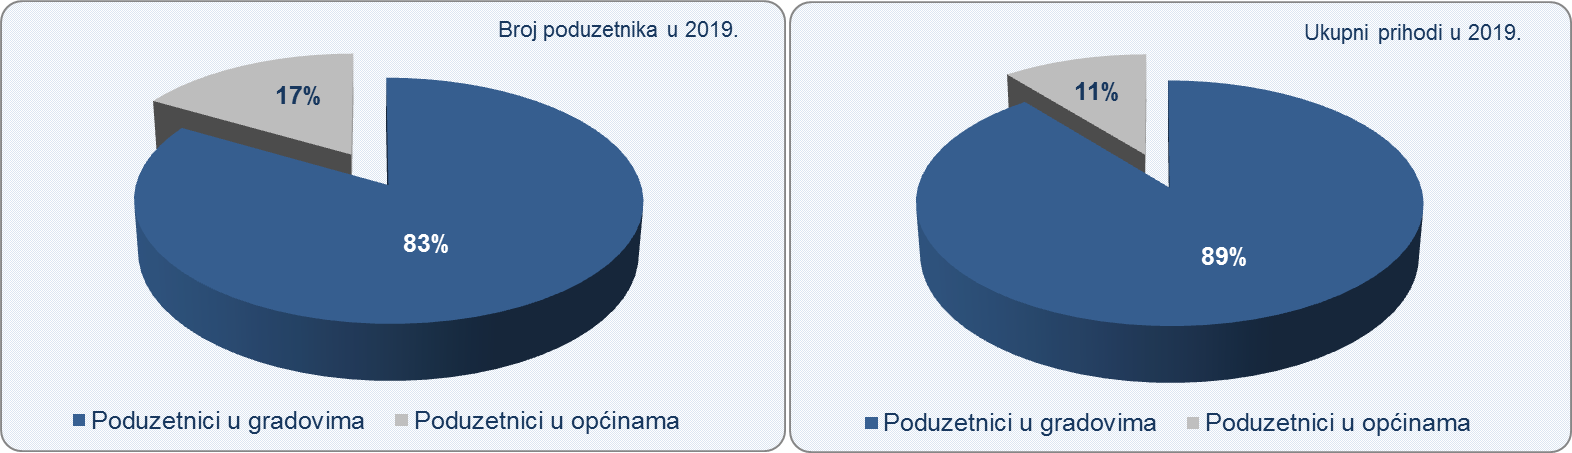 Broj poduzetnika u 2019.
17%
83%
Poduzetnici u gradovima
Poduzetnici u općinama
Ukupni prihodi u 2019.
11%
89%
Poduzetnici u gradovima
Poduzetnici u općinama